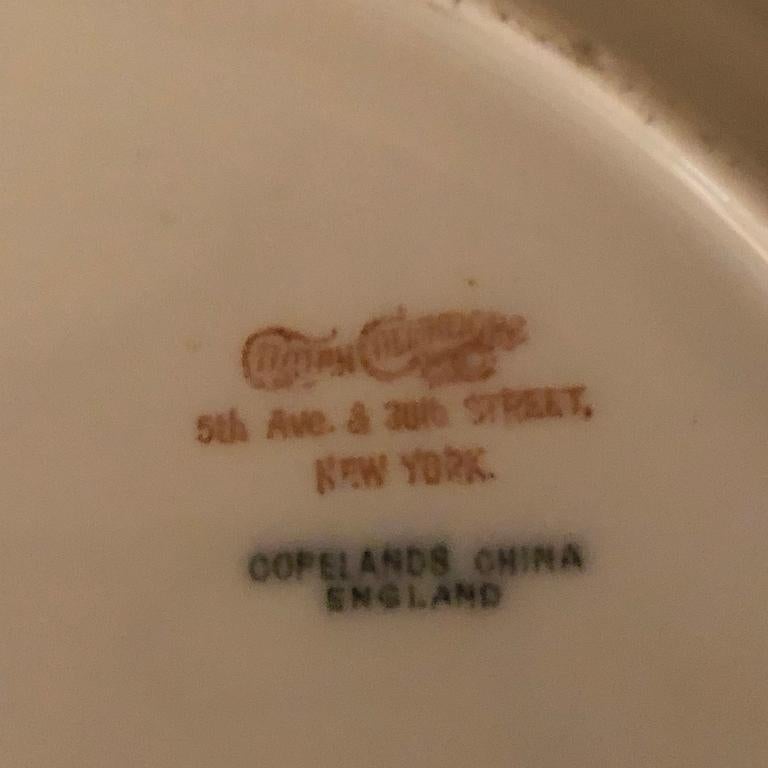 5th Ave. & 30th STREET,
NEW YORK.
COPELANDS CHINA
ENGLAND